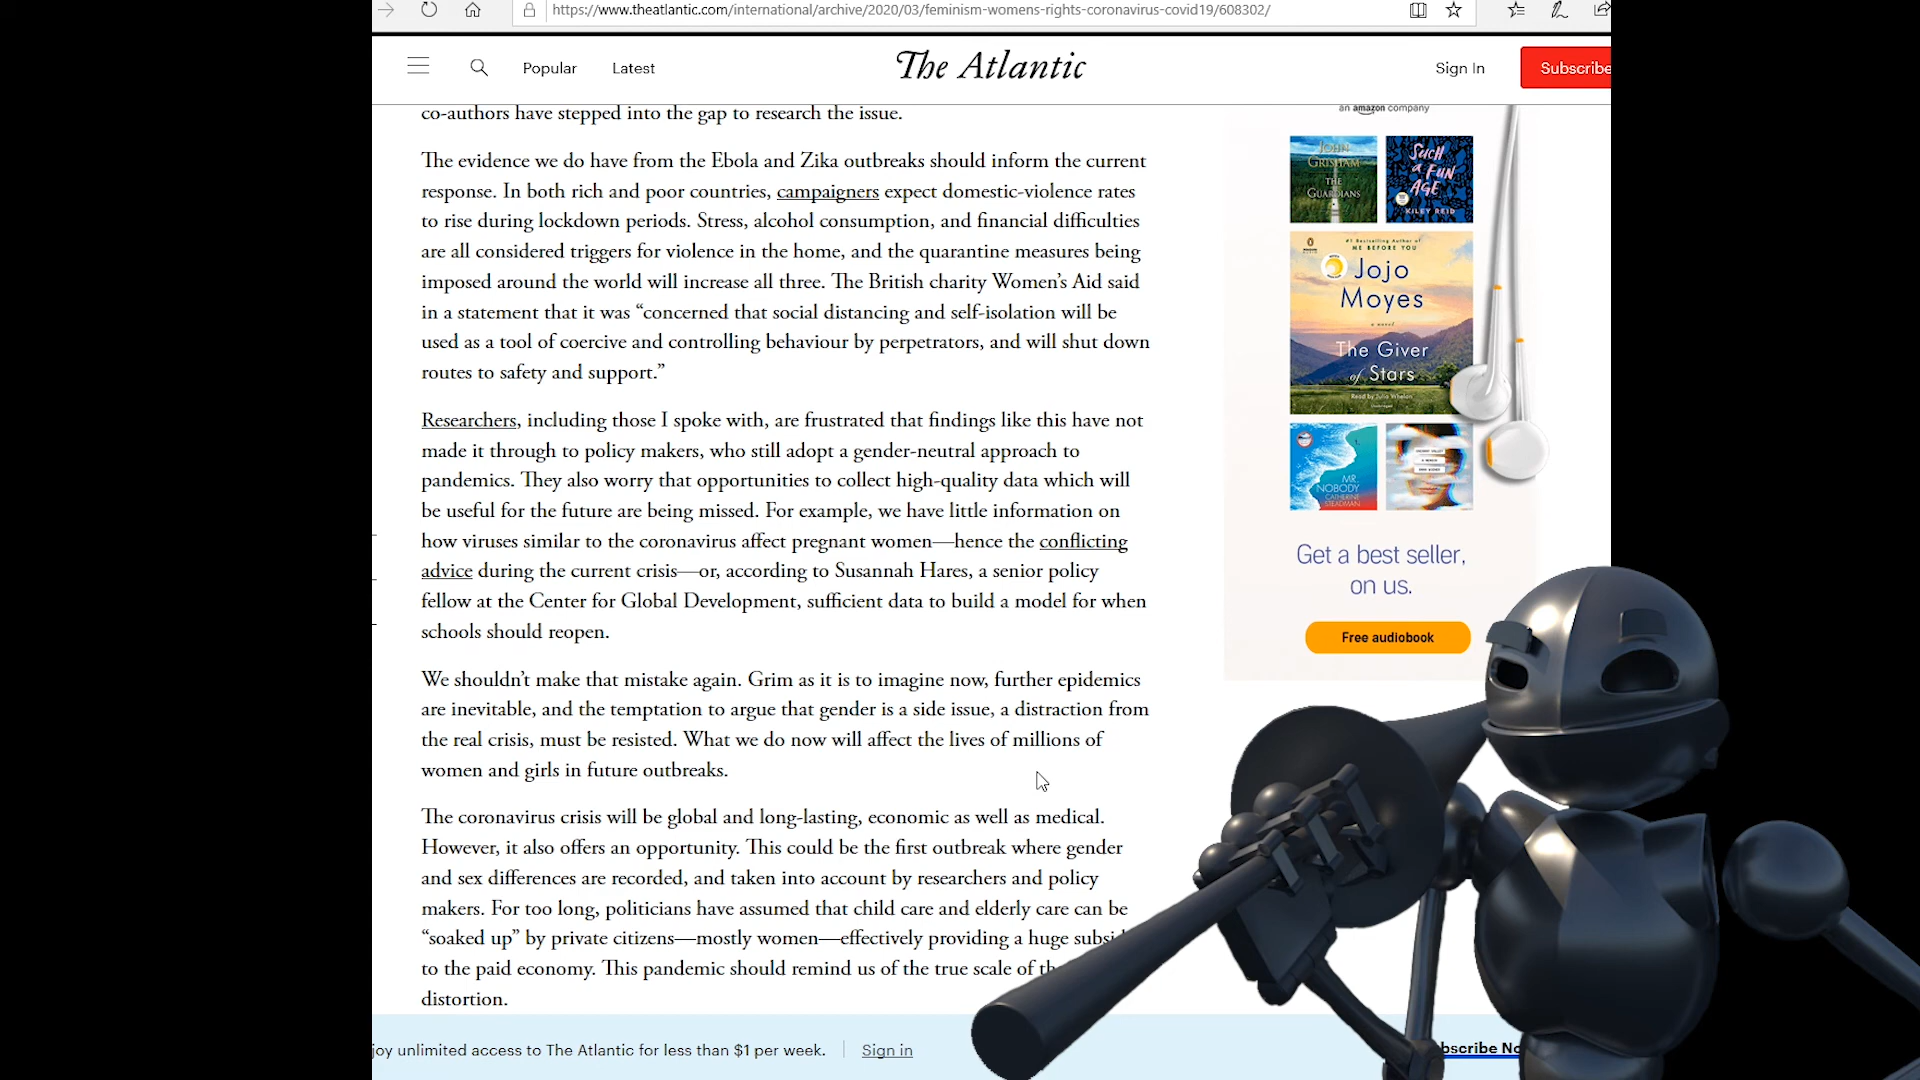 https://www.theatlantic.com/international/archive/2020/03/feminism-womens-rights-coronavirus-covid19/608302/
Popular
Latest
The Atlantic
Sign In
Subscribe
co-authors have stepped into the gap to research the issue.
The evidence we do have from the Ebola and Zika outbreaks should inform the current
response. In both rich and poor countries, campaigners expect domestic-violence rates
to rise during lockdown periods. Stress, alcohol consumption, and financial difficulties
are all considered triggers for violence in the home, and the quarantine measures being
imposed around the world will increase all three. The British charity Women’s Aid said
in a statement that it was “concerned that social distancing and self-isolation will be
used as a tool of coercive and controlling behaviour by perpetrators, and will shut down
routes to safety and support.”
Researchers, including those I spoke with, are frustrated that findings like this have not
made it through to policy makers, who still adopt a gender-neutral approach to
pandemics. They also worry that opportunities to collect high-quality data which will
be useful for the future are being missed. For example, we have little information on
how viruses similar to the coronavirus affect pregnant women—hence the conflicting
advice during the current crisis—or, according to Susannah Hares, a senior policy
fellow at the Center for Global Development, sufficient data to build a model for when
schools should reopen.
We shouldn’t make that mistake again. Grim as it is to imagine now, further epidemics
are inevitable, and the temptation to argue that gender is a side issue, a distraction from
the real crisis, must be resisted. What we do now will affect the lives of millions of
women and girls in future outbreaks.
The coronavirus crisis will be global and long-lasting, economic as well as medical.
However, it also offers an opportunity. This could be the first outbreak where gender
and sex differences are recorded, and taken into account by researchers and policy
makers. For too long, politicians have assumed that child care and elderly care can be
“soaked up” by private citizens—mostly women—effectively providing a huge
to the paid economy. This pandemic should remind us of the true scale of
distortion.
an amazon company
JOHN
GRISHAM
THE
GUARDIANS
SUCH
a FUN
AGE
KILEY REID
#1 Bestselling Author of
ME BEFORE YOU
Jojo
Moyes
a novel
The Giver
of Stars
Read by Julia Whelan
MR.
NOBODY
CATHERINE
STEADMAN
Get a best seller,
on us.
Free audiobook
joy unlimited access to The Atlantic for less than $1 per week.
Sign in